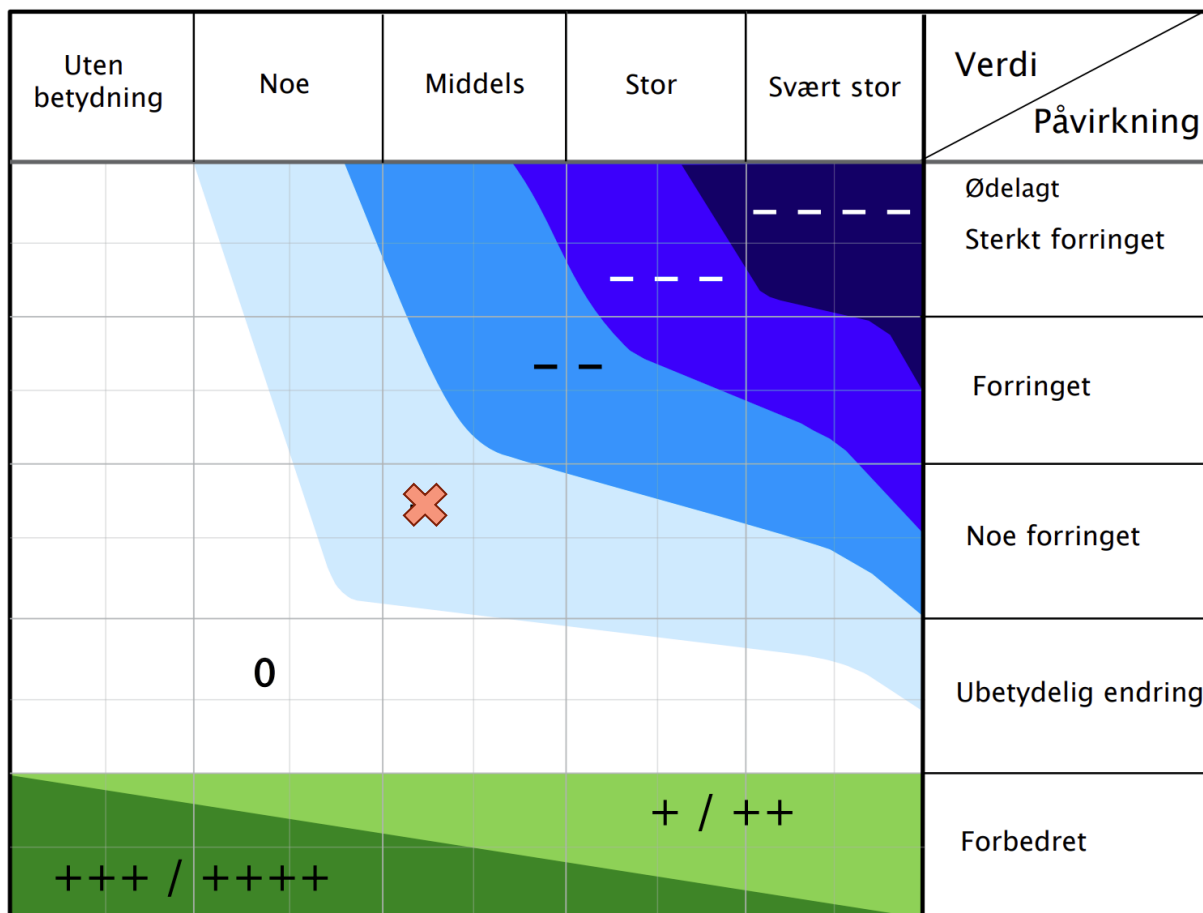 Uten
betydning
Noe
Middels
Stor
Svært stor
Verdi
Påvirkning
Ødelagt
Sterkt forringet
– – – –
– – –
Forringet
– –
Noe forringet
0
Ubetydelig endring
+ / ++
Forbedret
+++ / ++++